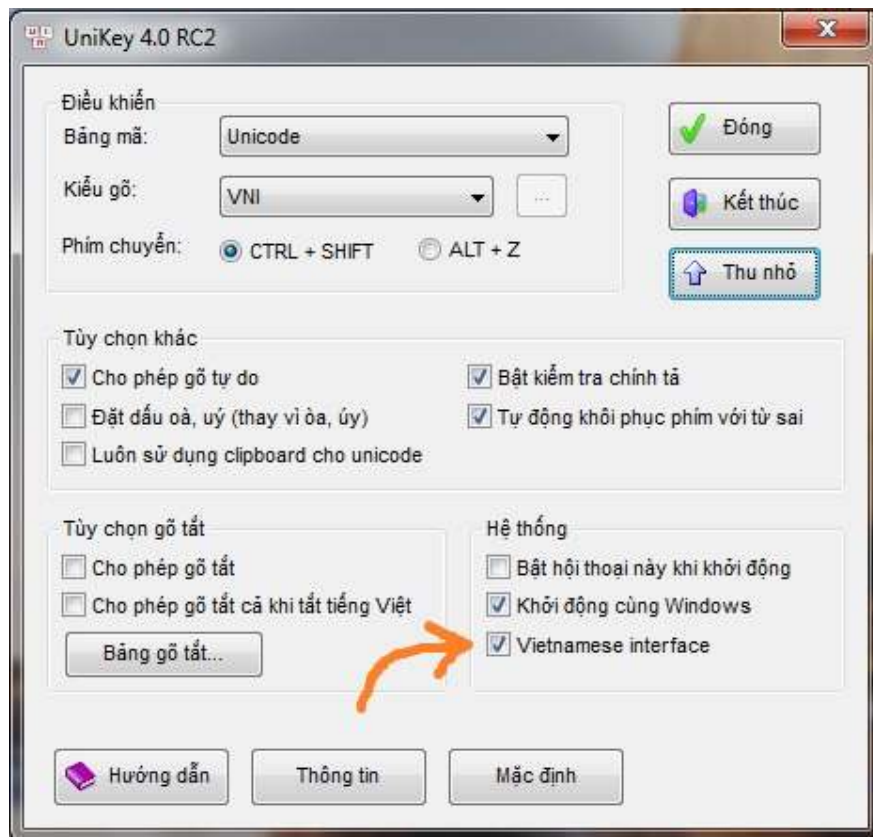 UniKey 4.0 RC2
Điều khiển
Bảng mã:
Unicode
Đóng
Kiểu gõ:
VNI
...
Kết thúc
Phím chuyển:
CTRL + SHIFT
ALT + Z
Thu nhỏ
Tùy chọn khác
Cho phép gõ tự do
Bật kiểm tra chính tả
Đặt dấu oà, uý (thay vì òa, úy)
Tự động khôi phục phím với từ sai
Luôn sử dụng clipboard cho unicode
Tùy chọn gõ tắt
Cho phép gõ tắt
Cho phép gõ tắt cả khi tắt tiếng Việt
Bảng gõ tắt...
Hệ thống
Bật hội thoại này khi khởi động
Khởi động cùng Windows
Vietnamese interface
Hướng dẫn
Thông tin
Mặc định